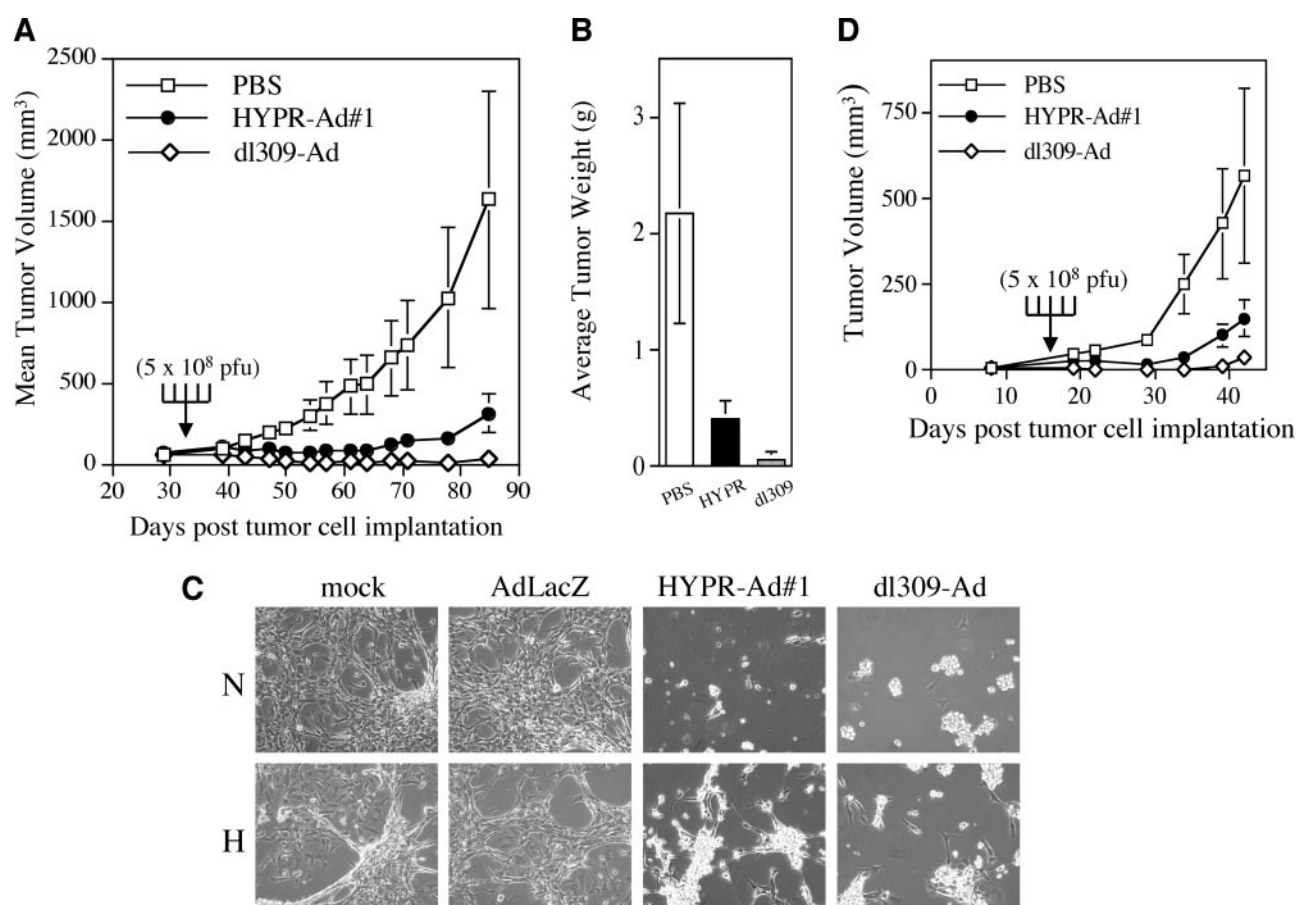 A
Mean Tumor Volume (mm³)
2500
2000
1500
1000
500
0
PBS
HYPR-Ad#1
dl309-Ad
(5 x 10⁸ pfu)
20 30 40 50 60 70 80 90
Days post tumor cell implantation
B
Average Tumor Weight (g)
3
2
1
0
PBS HYPR dl309
D
Tumor Volume (mm³)
750
500
250
0
PBS
HYPR-Ad#1
dl309-Ad
(5 x 10⁸ pfu)
0 10 20 30 40
Days post tumor cell implantation
C mock AdLacZ HYPR-Ad#1 dl309-Ad
N
H